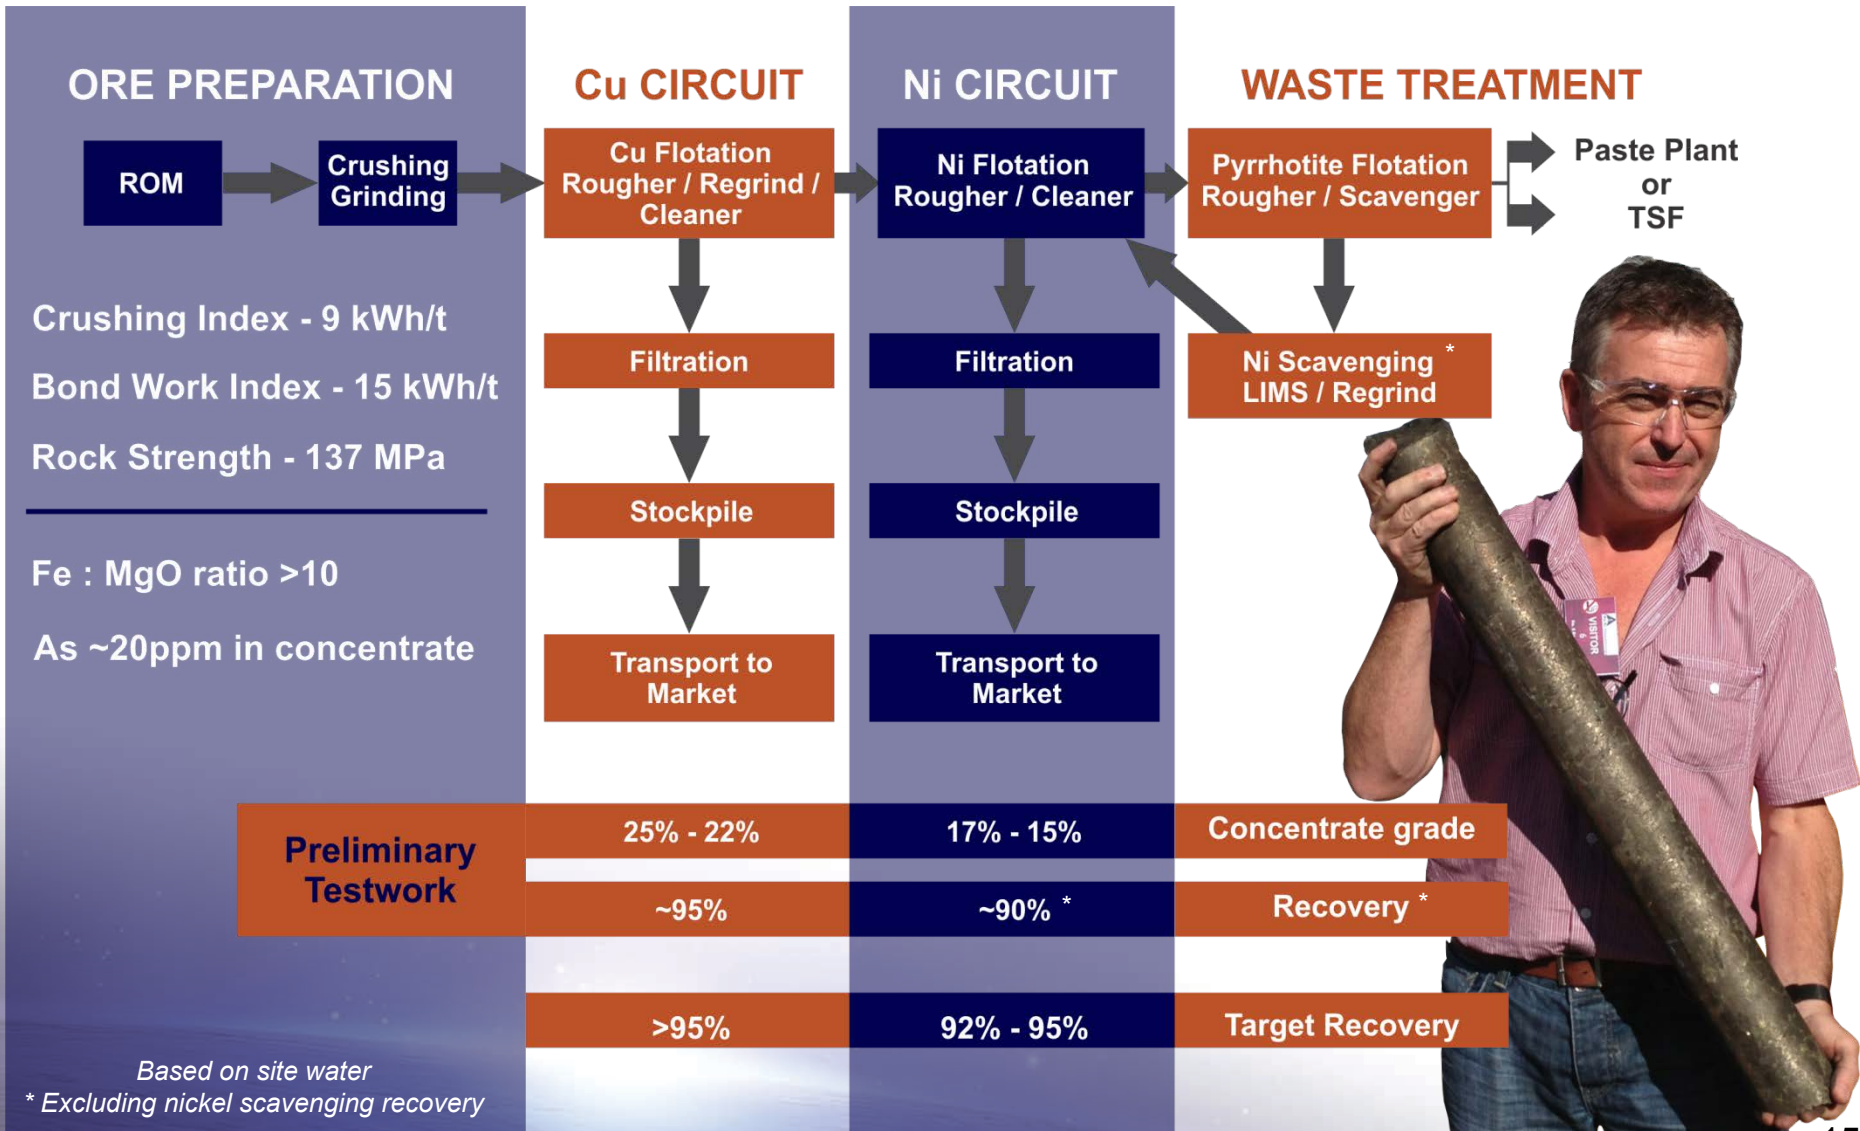 ORE PREPARATION
Cu CIRCUIT
Ni CIRCUIT
WASTE TREATMENT
ROM
Crushing
Grinding
Cu Flotation
Rougher / Regrind /
Cleaner
Ni Flotation
Rougher / Cleaner
Pyrrhotite Flotation
Rougher / Scavenger
Paste Plant
or
TSF
Crushing Index - 9 kWh/t
Bond Work Index - 15 kWh/t
Rock Strength - 137 MPa
Fe : MgO ratio >10
As ~20ppm in concentrate
Filtration
Stockpile
Transport to
Market
Filtration
Stockpile
Transport to
Market
Ni Scavenging *
LIMS / Regrind
VISITOR
Preliminary
Testwork
25% - 22%
17% - 15%
Concentrate grade
~95%
~90% *
Recovery *
>95%
92% - 95%
Target Recovery
Based on site water
* Excluding nickel scavenging recovery